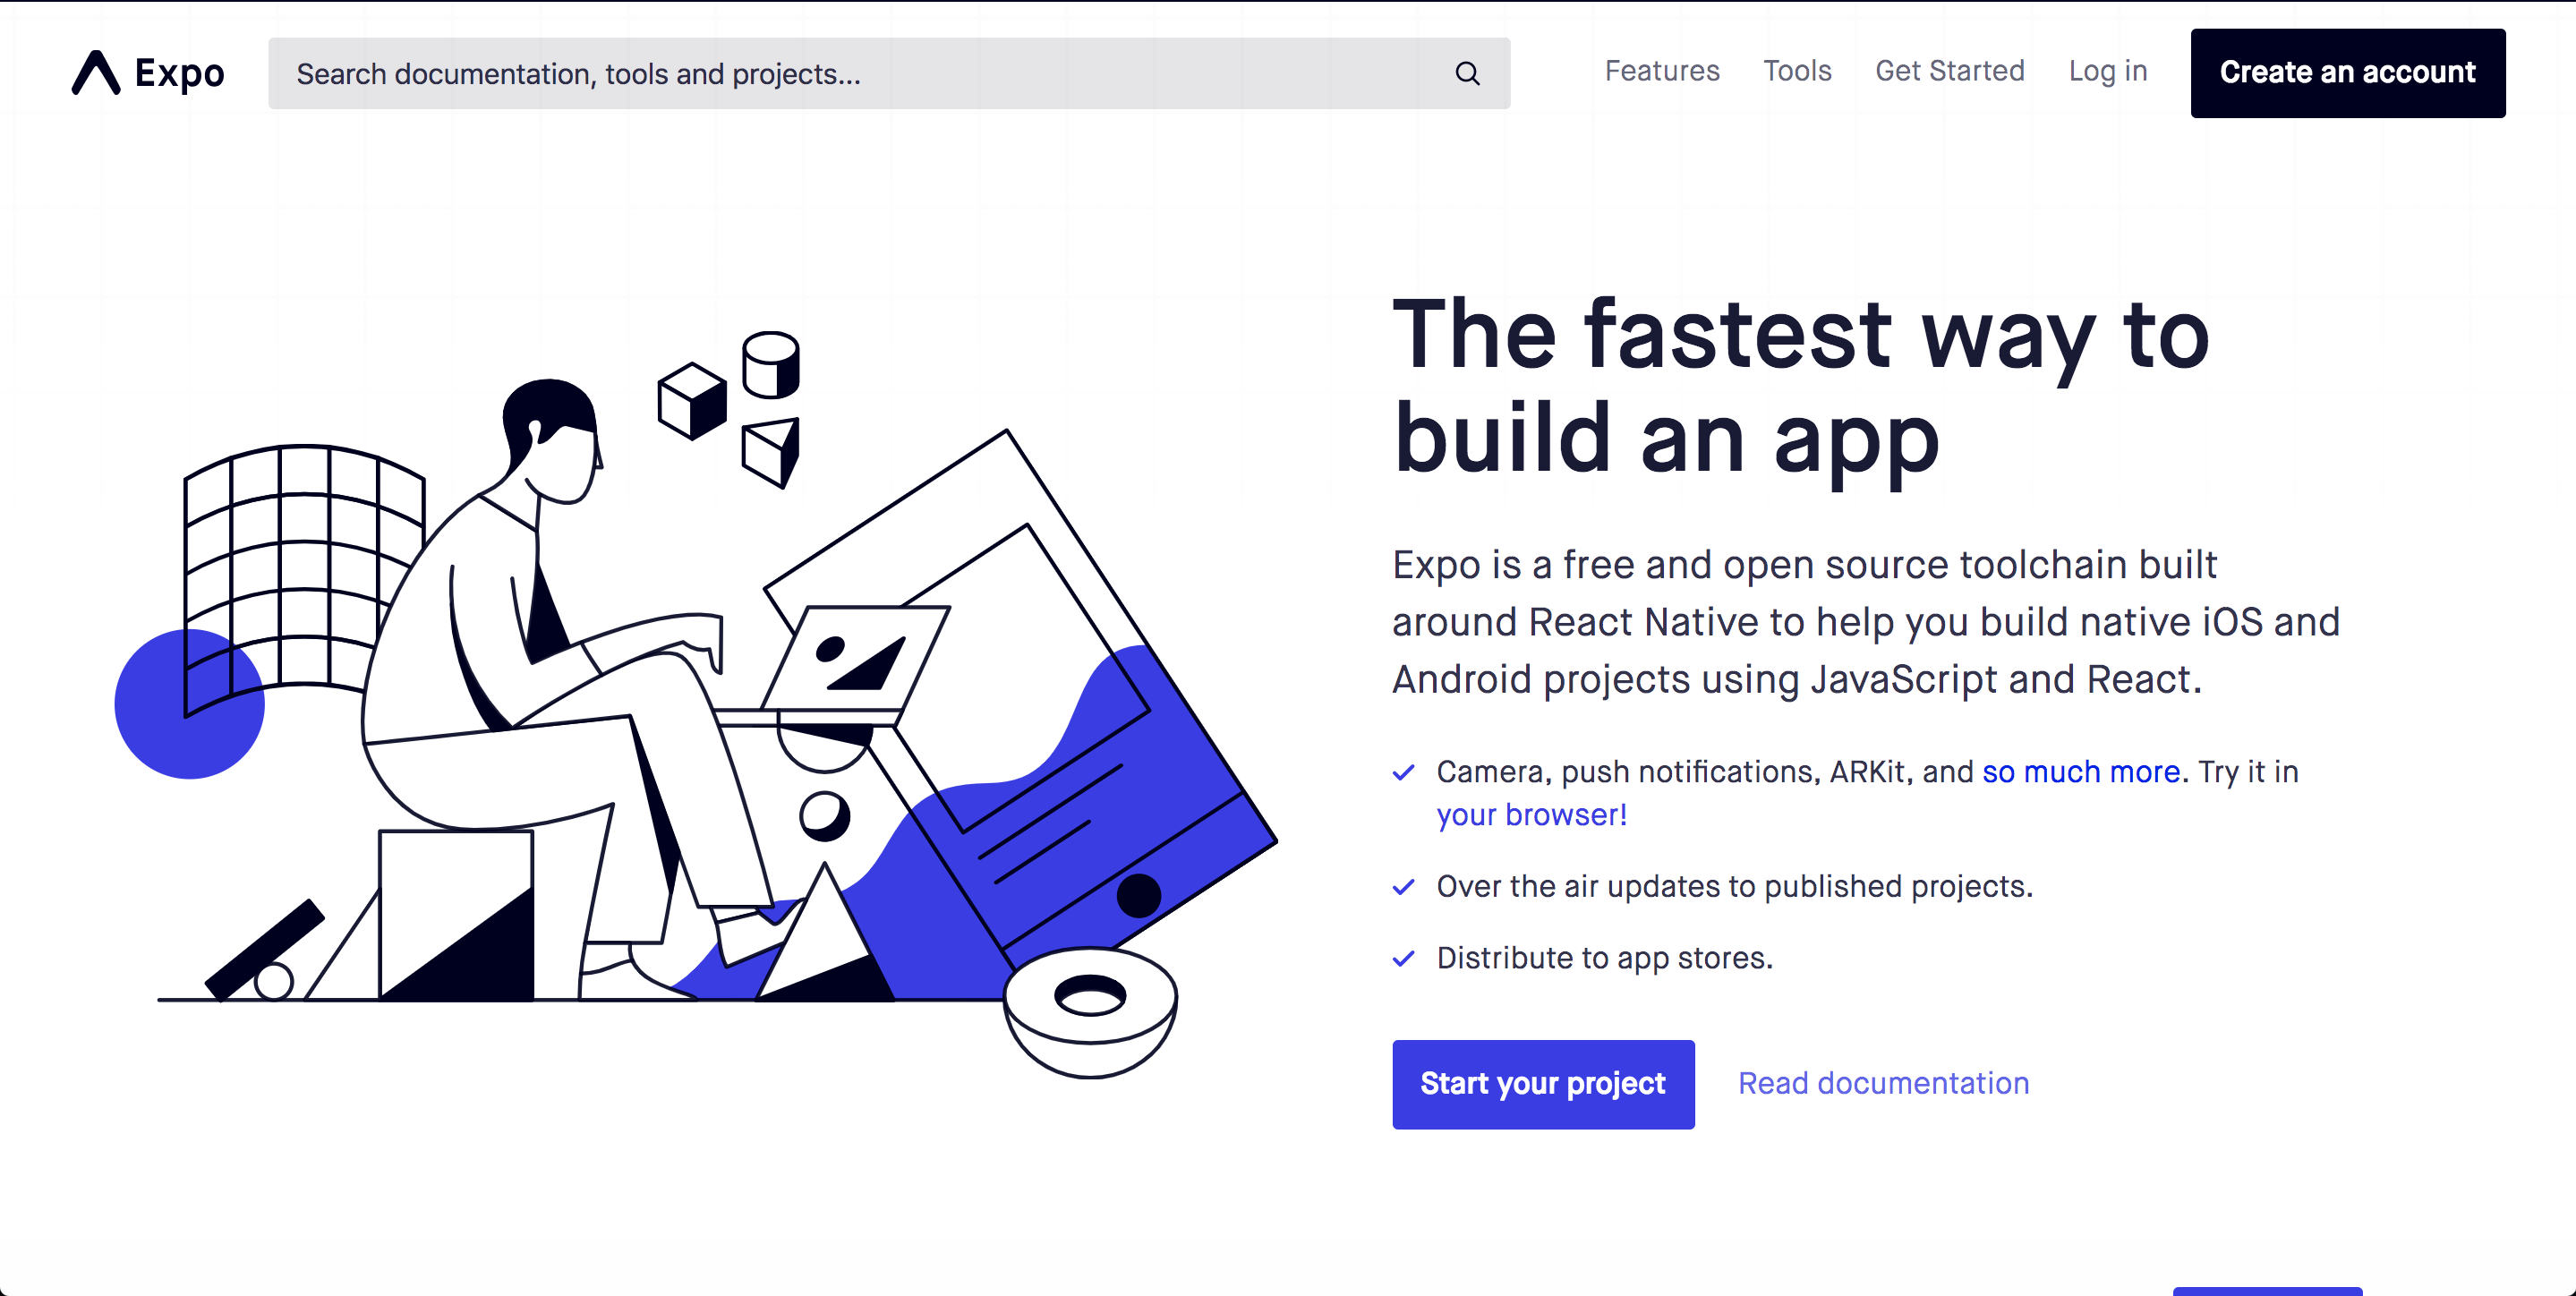 Expo
Search documentation, tools and projects...
Features
Tools
Get Started
Log in
Create an account
The fastest way to
build an app
Expo is a free and open source toolchain built
around React Native to help you build native iOS and
Android projects using JavaScript and React.
Camera, push notifications, ARKit, and so much more. Try it in
your browser!
Over the air updates to published projects.
Distribute to app stores.
Start your project
Read documentation